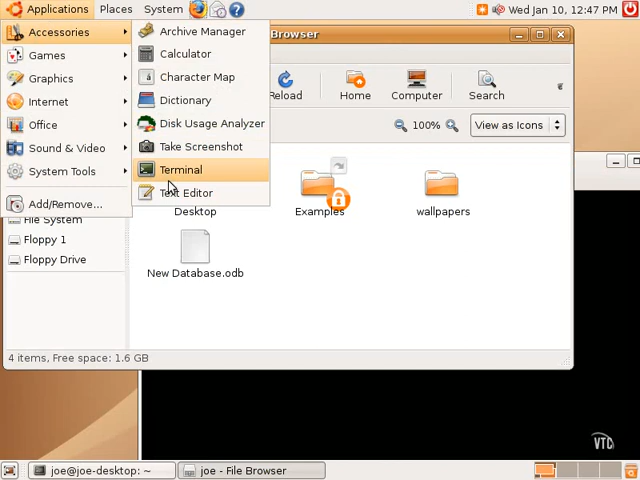 Applications Places System Wed Jan 10, 12:47 PM
Accessories
Games
Graphics
Internet
Office
Sound & Video
System Tools
Add/Remove...
Archive Manager
Calculator
Character Map
Dictionary
Disk Usage Analyzer
Take Screenshot
Terminal
Text Editor
Browser
Reload Home Computer Search
100% View as Icons
File System
Floppy 1
Floppy Drive
Desktop Examples wallpapers
New Database.odb
4 items, Free space: 1.6 GB
VTC
joe@joe-desktop: ~ joe - File Browser